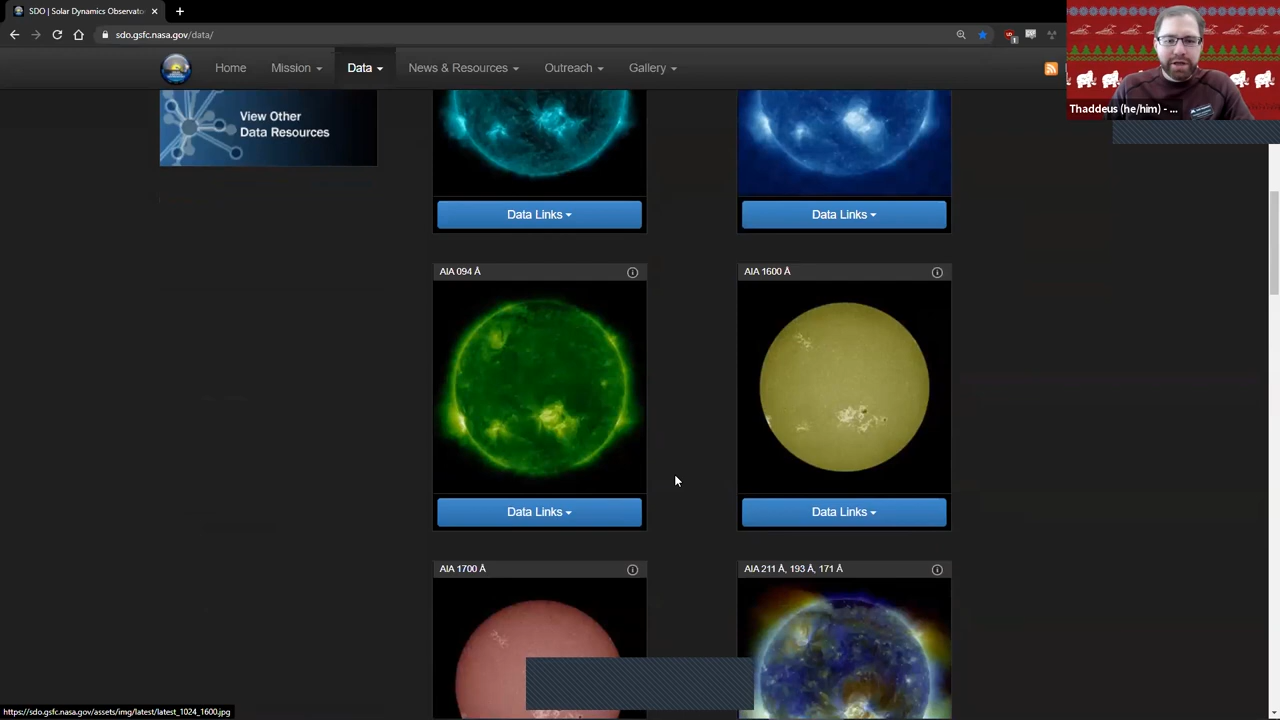 SDO | Solar Dynamics Observato
sdo.gsfc.nasa.gov/data/
1
Home Mission Data News & Resources Outreach Gallery
Thaddeus (he/him) - ...
View Other
Data Resources
Data Links Data Links
AIA 094 Å AIA 1600 Å
Data Links Data Links
AIA 1700 Å AIA 211 Å, 193 Å, 171 Å
https://sdo.gsfc.nasa.gov/assets/img/latest/latest_1024_1600.jpg